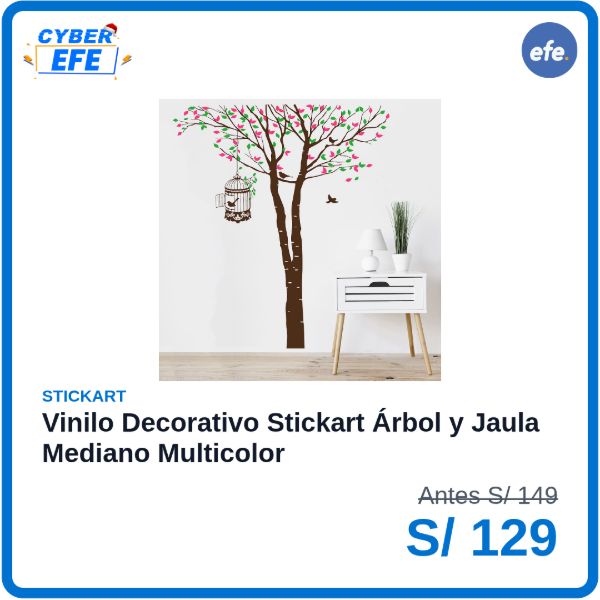 CYBER
EFE
efe.
STICKART
Vinilo Decorativo Stickart Árbol y Jaula
Mediano Multicolor
Antes S/ 149
S/ 129